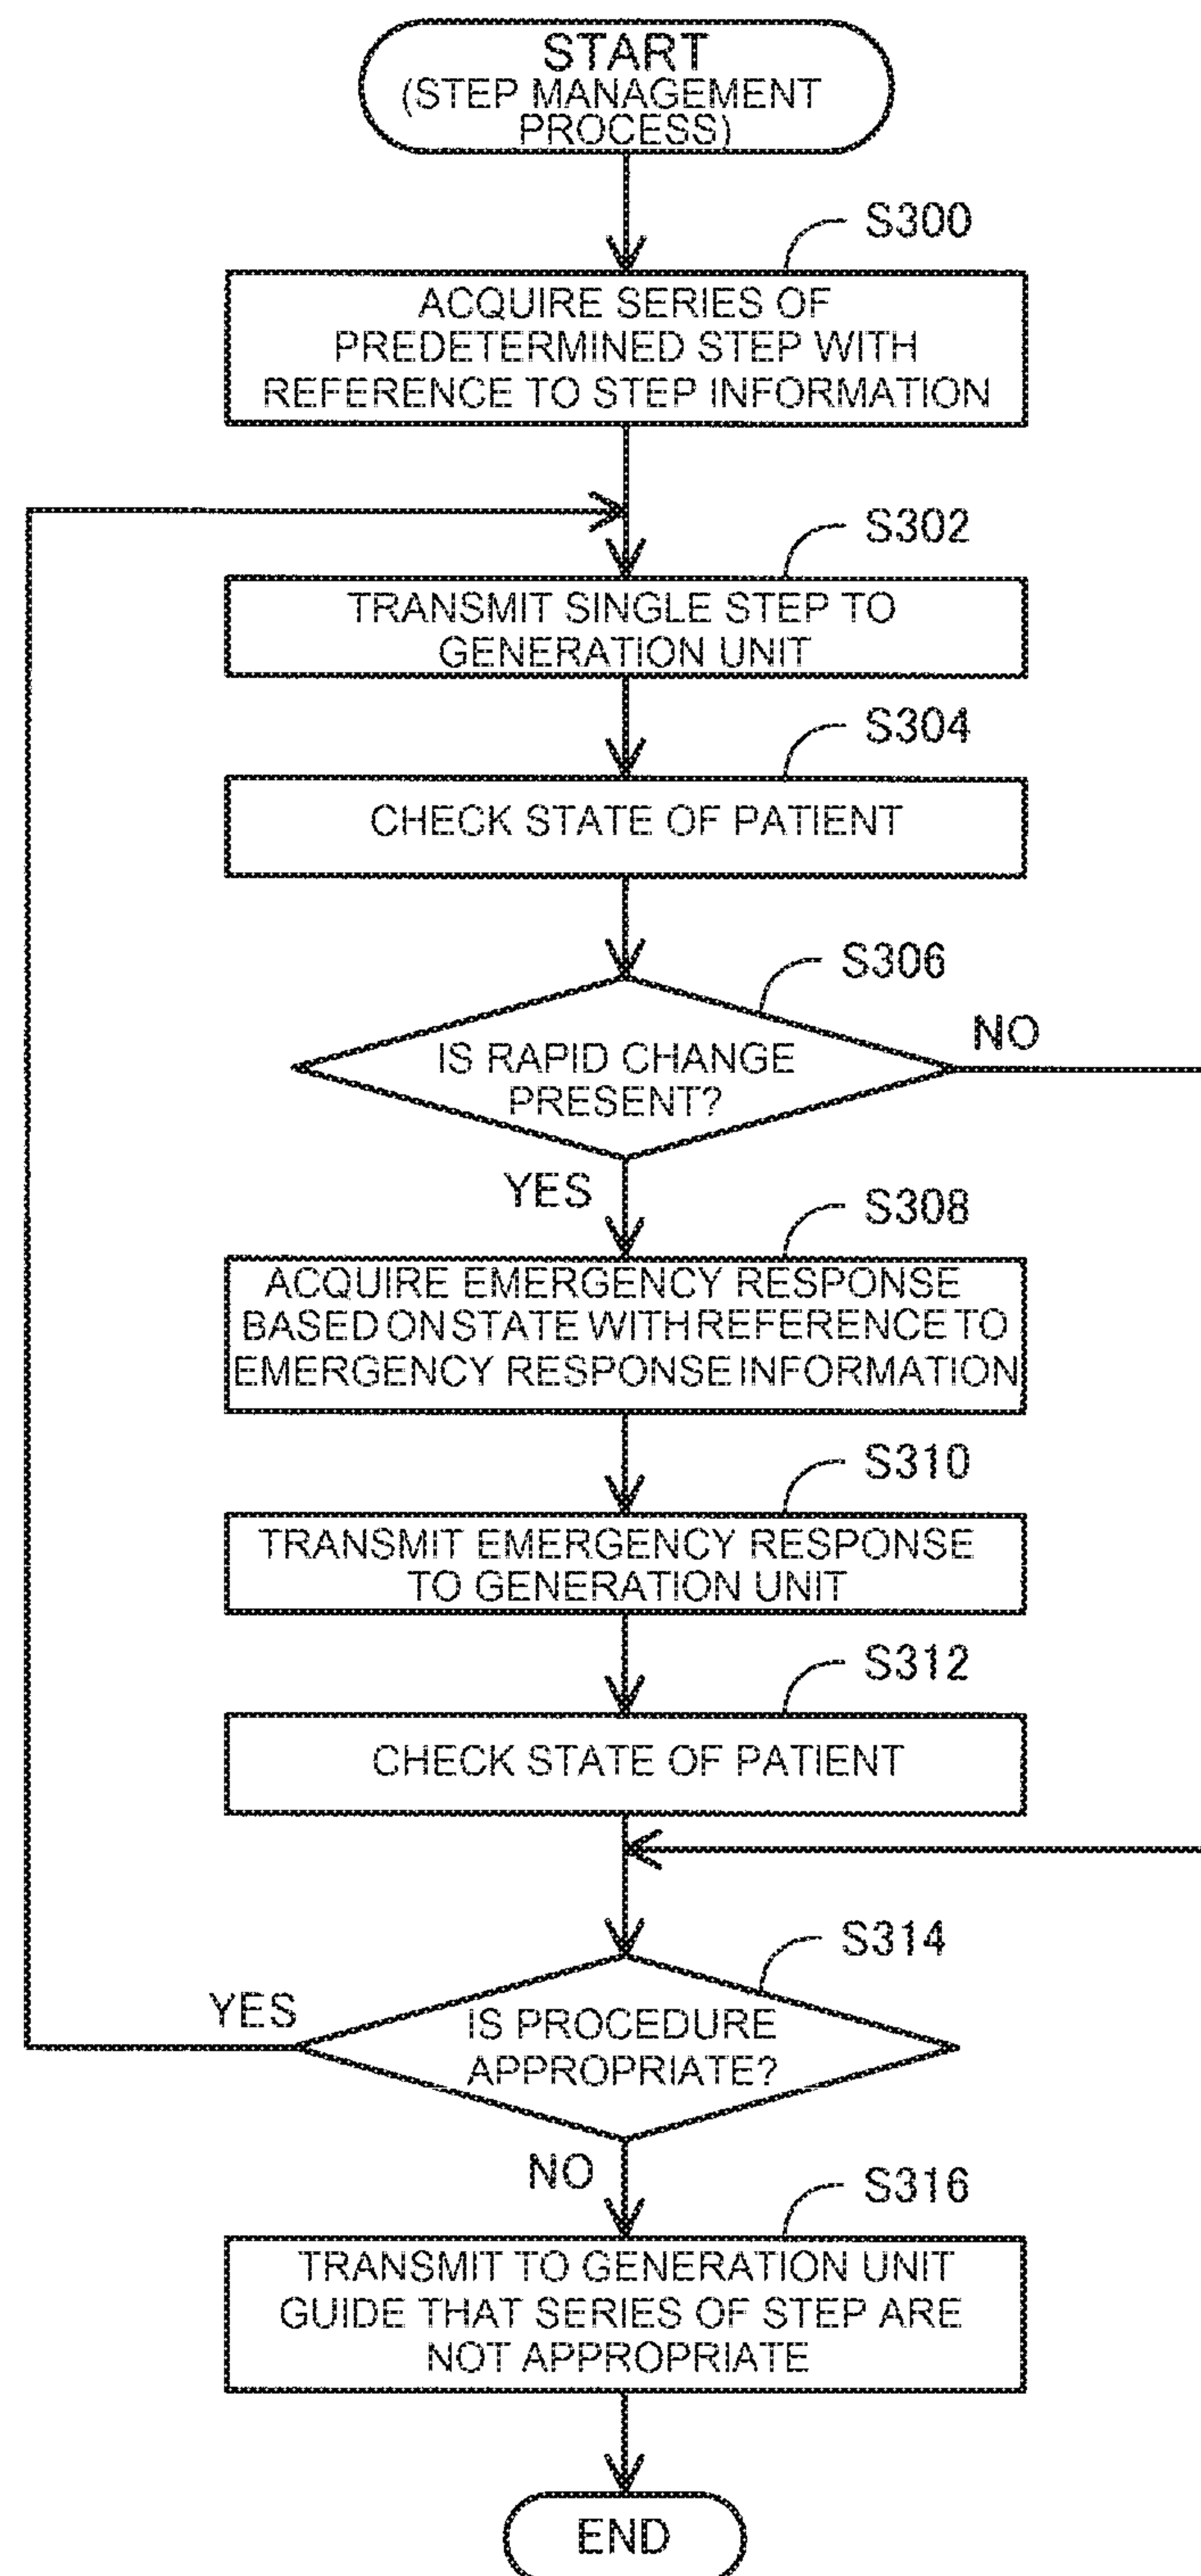 START
(STEP MANAGEMENT
PROCESS)
S300
ACQUIRE SERIES OF
PREDETERMINED STEP WITH
REFERENCE TO STEP INFORMATION
S302
TRANSMIT SINGLE STEP TO
GENERATION UNIT
S304
CHECK STATE OF PATIENT
S306
IS RAPID CHANGE
PRESENT?
NO
YES
S308
ACQUIRE EMERGENCY RESPONSE
BASED ON STATE WITH REFERENCE TO
EMERGENCY RESPONSE INFORMATION
S310
TRANSMIT EMERGENCY RESPONSE
TO GENERATION UNIT
S312
CHECK STATE OF PATIENT
S314
YES
IS PROCEDURE
APPROPRIATE?
NO
S316
TRANSMIT TO GENERATION UNIT
GUIDE THAT SERIES OF STEP ARE
NOT APPROPRIATE
END